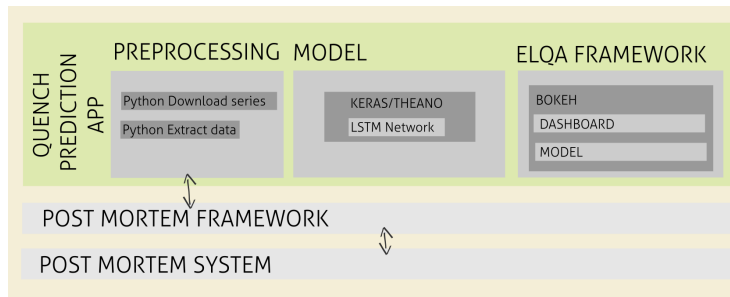 QUENCH
PREDICTION
APP
PREPROCESSING
Python Download series
Python Extract data
MODEL
KERAS/THEANO
LSTM Network
ELQA FRAMEWORK
BOKEH
DASHBOARD
MODEL
POST MORTEM FRAMEWORK
POST MORTEM SYSTEM